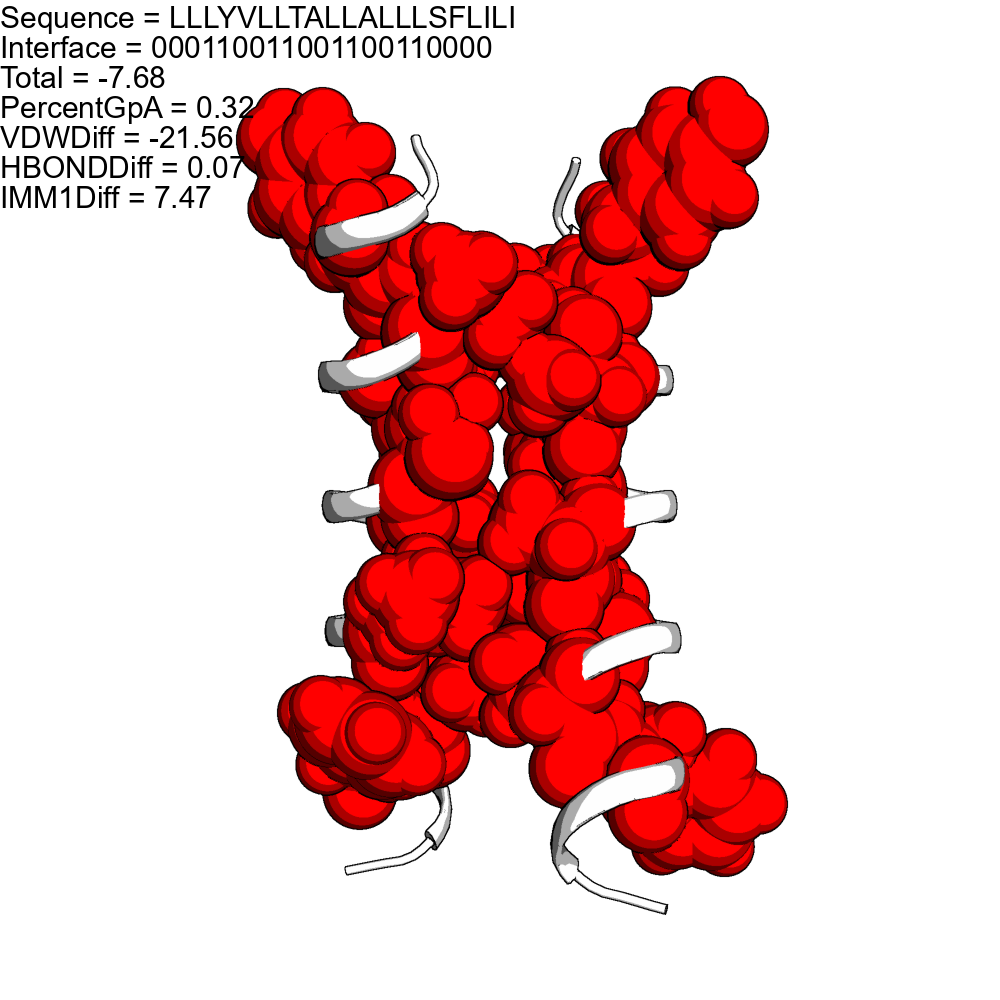 Sequence = LLLYVLLTALLALLLSFLILI
Interface = 000110011001100110000
Total = -7.68
PercentGpA = 0.32
VDWDiff = -21.56
HBONDDiff = 0.07
IMM1Diff = 7.47